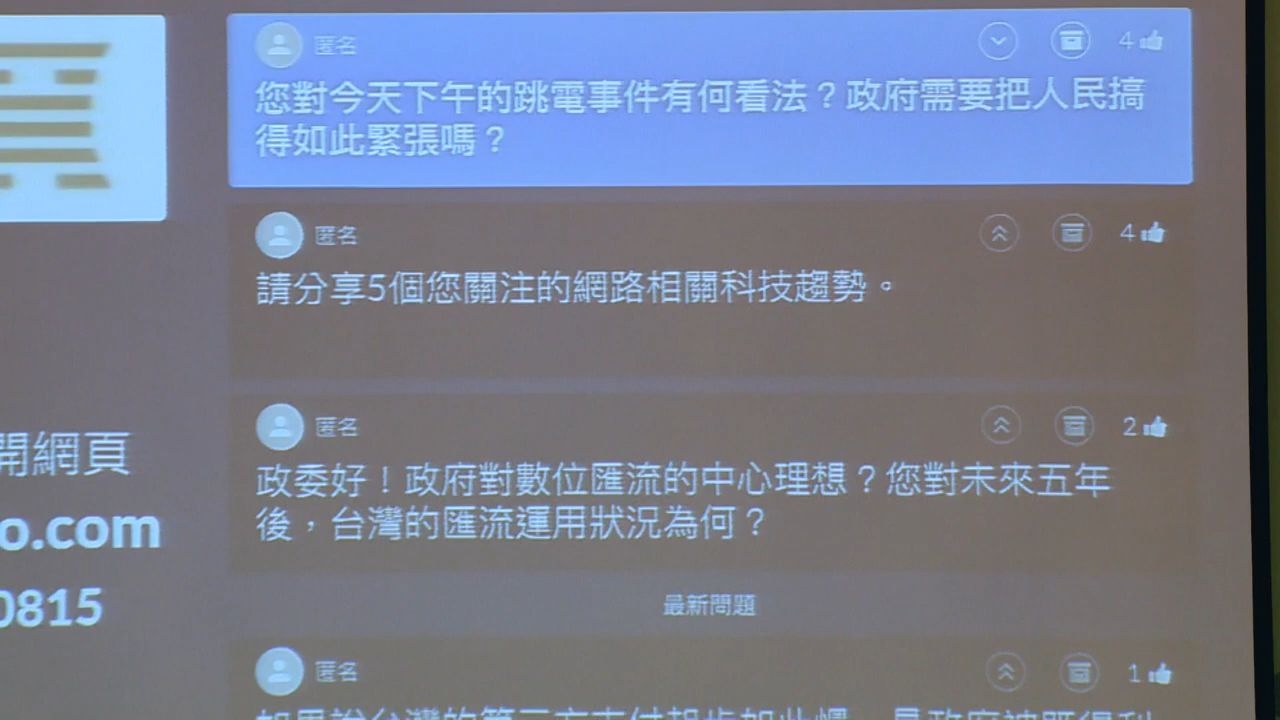 匿名
4
您對今天下午的跳電事件有何看法？政府需要把人民搞
得如此緊張嗎？
匿名
4
請分享5個您關注的網路相關科技趨勢。
匿名
2
政委好！政府對數位匯流的中心理想？您對未來五年
後，台灣的匯流運用狀況為何？
開網頁
o.com
0815
最新問題
匿名
1